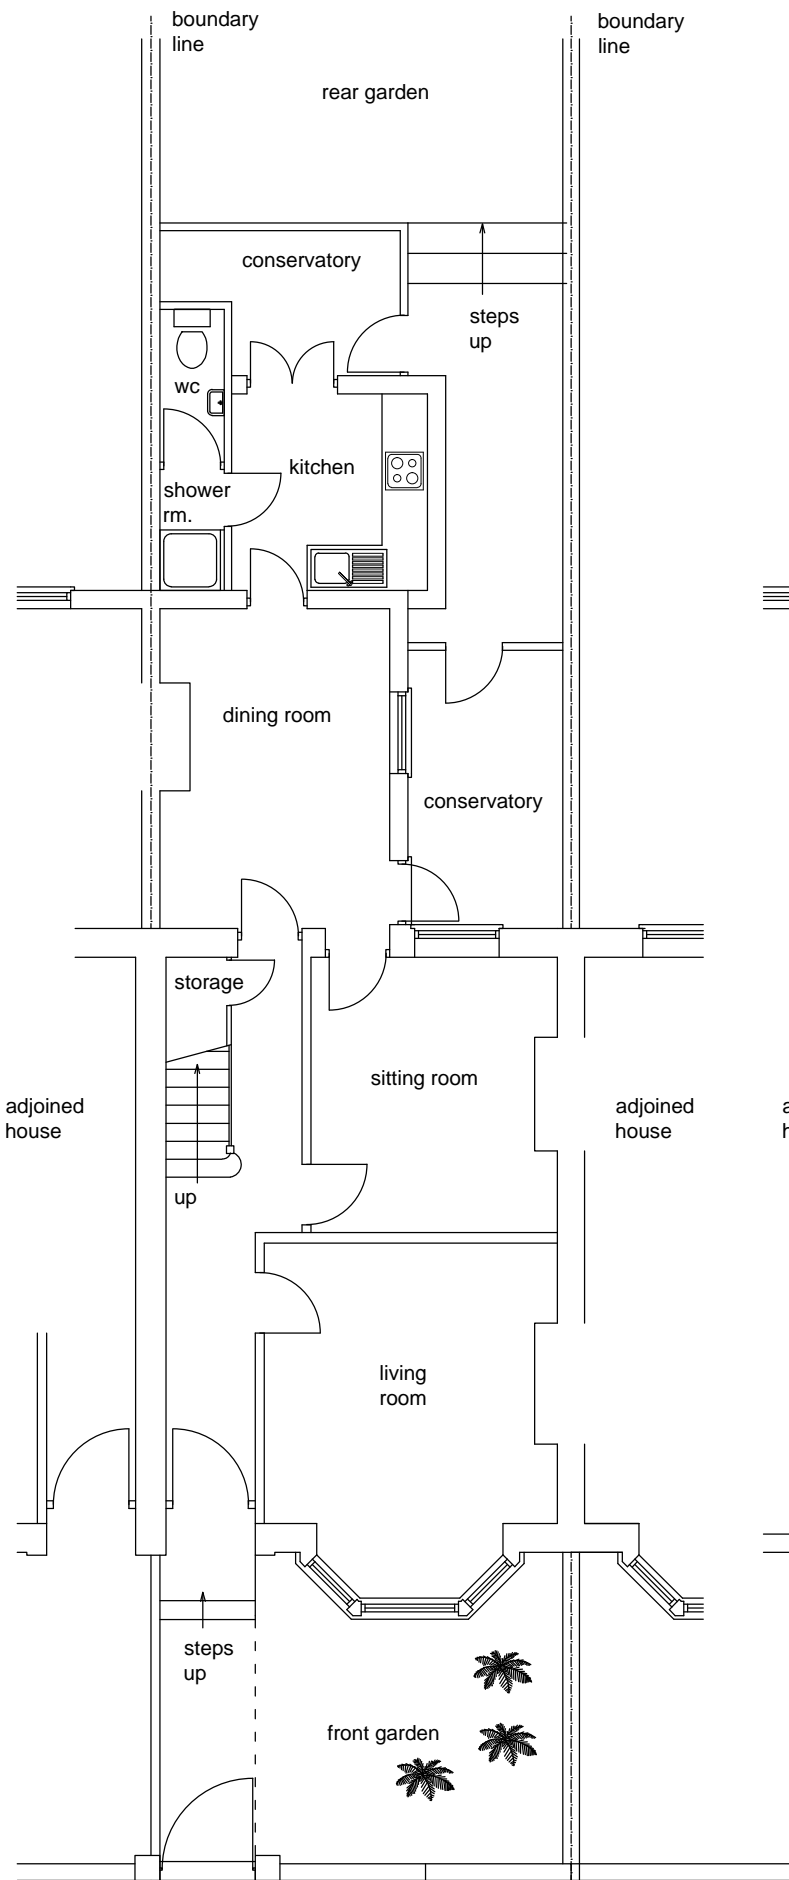 boundary
line
boundary
line
rear garden
conservatory
steps
up
wc
kitchen
shower
rm.
dining room
conservatory
storage
sitting room
adjoined
house
adjoined
house
a
h
up
living
room
steps
up
front garden